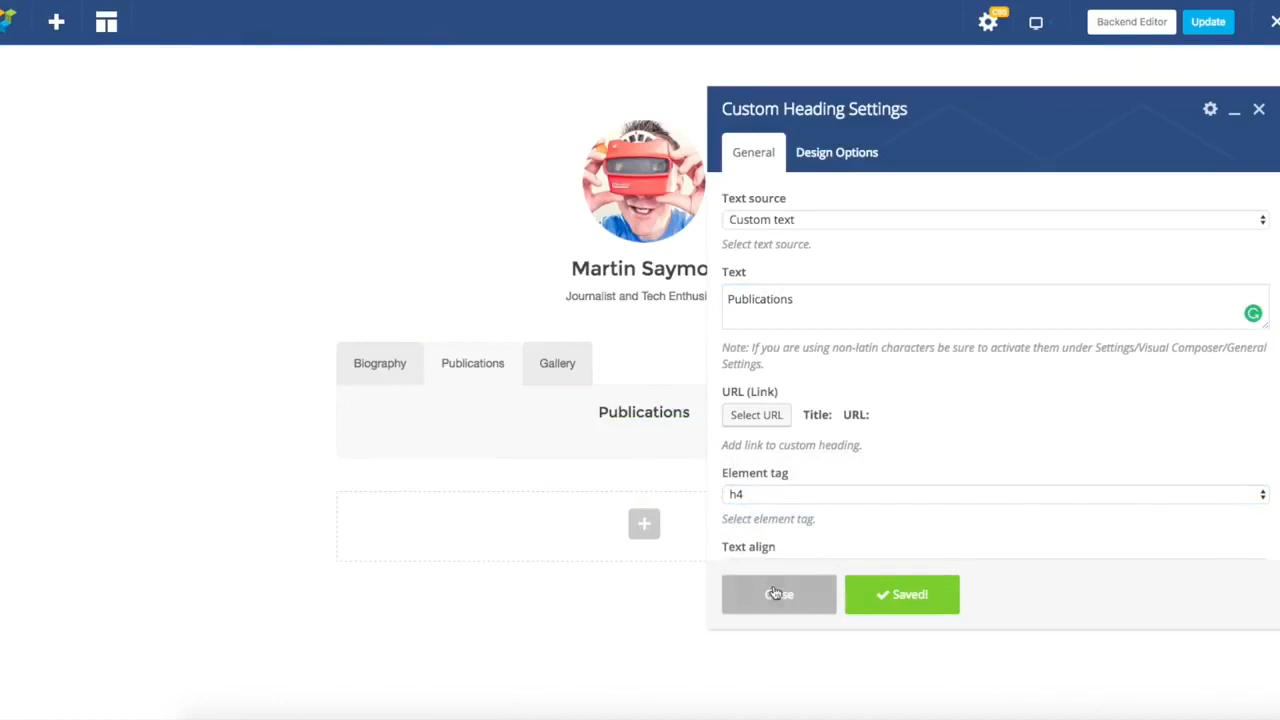 CSS
Backend Editor
Update
Custom Heading Settings
General
Design Options
Text source
Custom text
Select text source.
Text
Publications
Note: If you are using non-latin characters be sure to activate them under Settings/Visual Composer/General
Settings.
URL (Link)
Select URL
Title: URL:
Add link to custom heading.
Element tag
h4
Select element tag.
Text align
Close
Saved!
Martin Saymo
Journalist and Tech Enthusi
Biography
Publications
Gallery
Publications